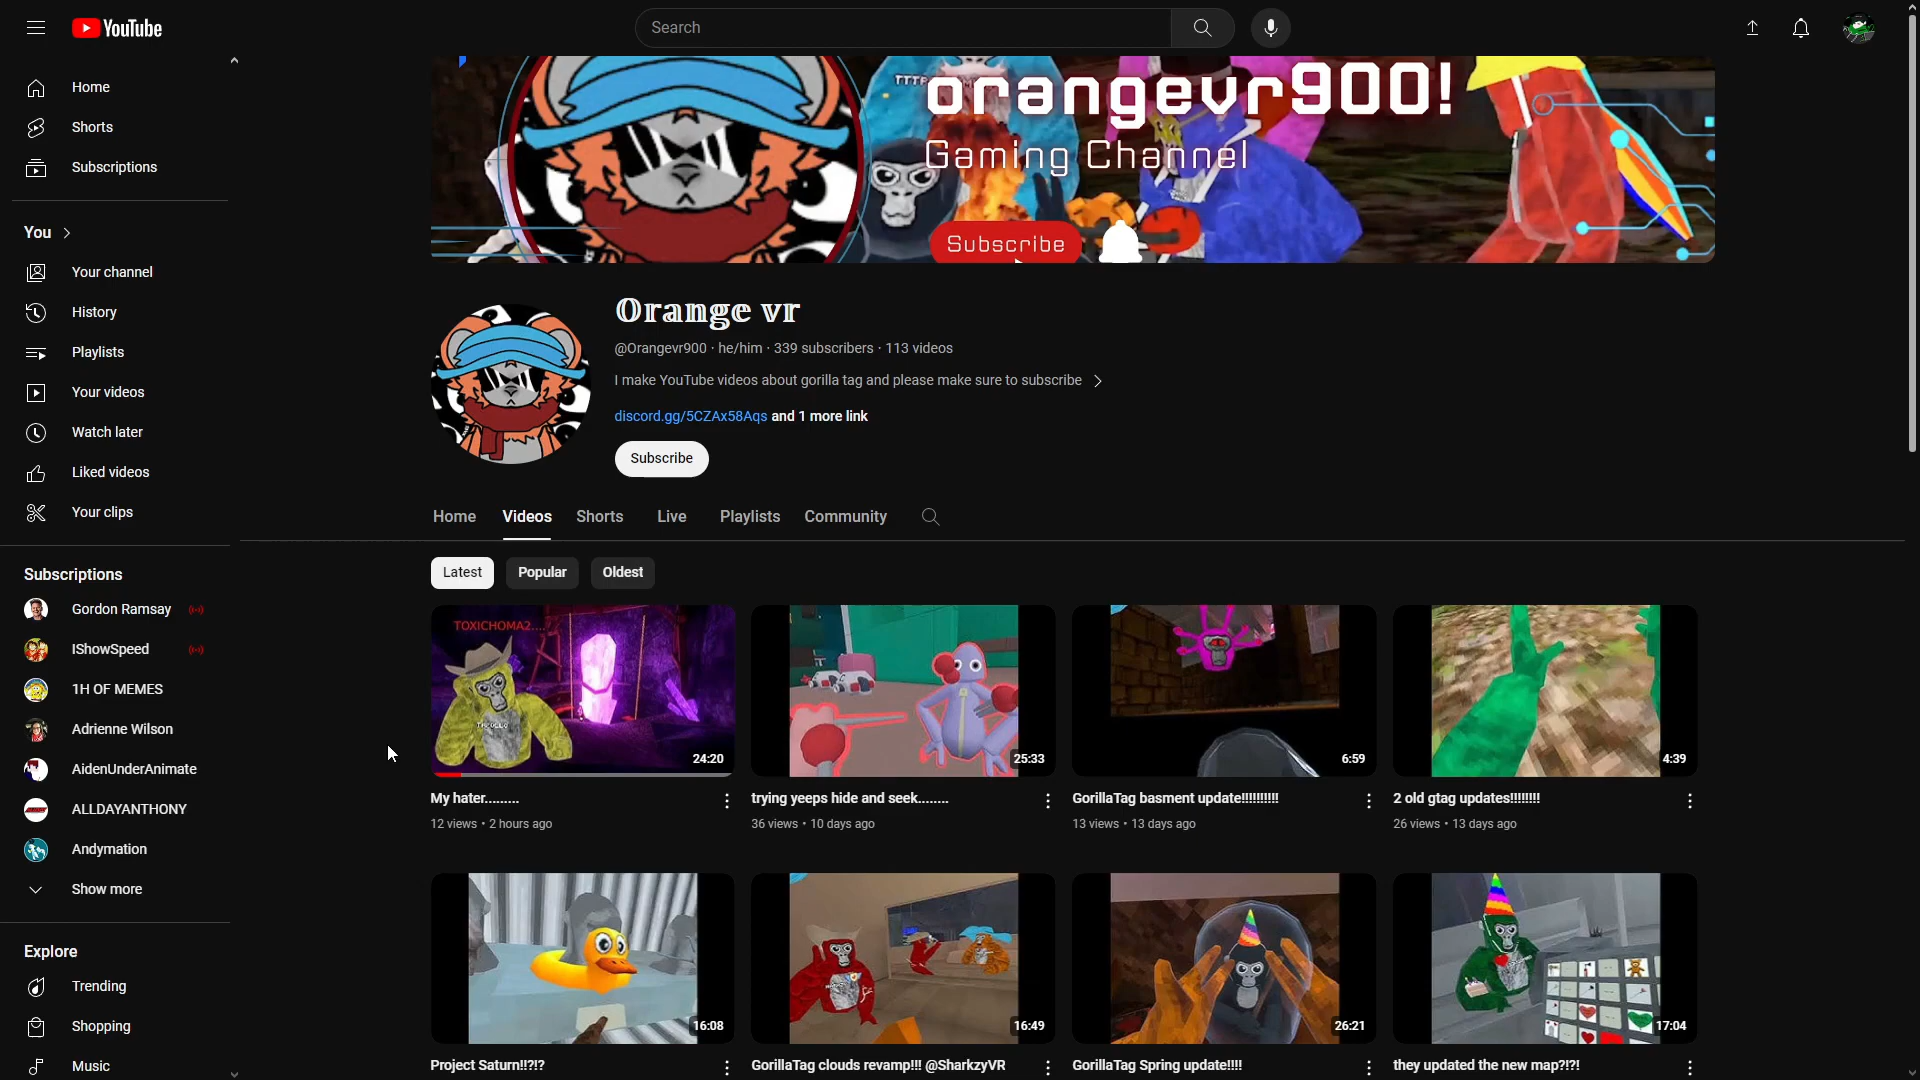 YouTube
Search
Home
Shorts
Subscriptions
You
Your channel
History
Playlists
Your videos
Watch later
Liked videos
Your clips
Subscriptions
Gordon Ramsay
IShowSpeed
1H OF MEMES
Adrienne Wilson
AidenUnderAnimate
ALLDAYANTHONY
Andymation
Show more
Explore
Trending
Shopping
Music
orangevr900!
Gaming Channel
Subscribe
Orange vr
@Orangevr900 · he/him · 339 subscribers · 113 videos
I make YouTube videos about gorilla tag and please make sure to subscribe
discord.gg/5CZAx58Aqs and 1 more link
Subscribe
Home Videos Shorts Live Playlists Community
Latest Popular Oldest
TOXICHOMA2....
24:20
25:33
6:59
4:39
My hater.........
trying yeeps hide and seek........
GorillaTag basment update!!!!!!!!!!
2 old gtag updates!!!!!!!!
12 views • 2 hours ago
36 views • 10 days ago
13 views • 13 days ago
26 views • 13 days ago
16:08
16:49
26:21
17:04
Project Saturn!!?!?
GorillaTag clouds revamp!!! @SharkzyVR
GorillaTag Spring update!!!!
they updated the new map?!?!